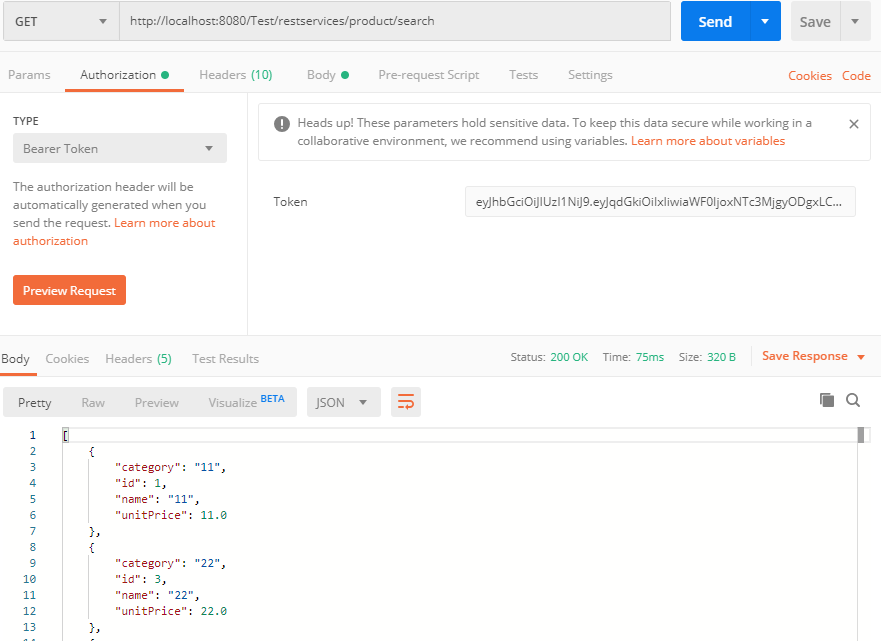 GET http://localhost:8080/Test/restservices/product/search Send Save
Params Authorization Headers (10) Body Pre-request Script Tests Settings Cookies Code
TYPE
Bearer Token
The authorization header will be
automatically generated when you
send the request. Learn more about
authorization
Preview Request
Heads up! These parameters hold sensitive data. To keep this data secure while working in a
collaborative environment, we recommend using variables. Learn more about variables
Token eyJhbGciOiJIUzI1NiJ9.eyJqdGkiOiIxIiwiaWF0IjoxNTc3MjgyODgxLC...
Body Cookies Headers (5) Test Results Status: 200 OK Time: 75ms Size: 320 B Save Response
Pretty Raw Preview Visualize BETA JSON
1 [
2 {
3 "category": "11",
4 "id": 1,
5 "name": "11",
6 "unitPrice": 11.0
7 },
8 {
9 "category": "22",
10 "id": 3,
11 "name": "22",
12 "unitPrice": 22.0
13 },